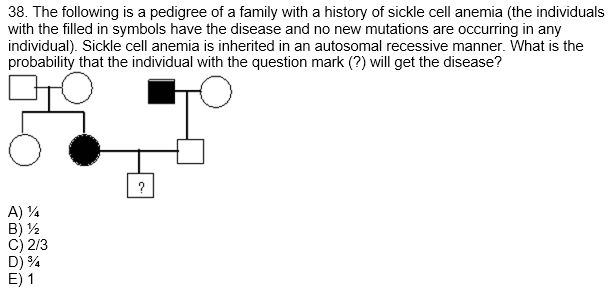 38. The following is a pedigree of a family with a history of sickle cell anemia (the individuals
with the filled in symbols have the disease and no new mutations are occurring in any
individual). Sickle cell anemia is inherited in an autosomal recessive manner. What is the
probability that the individual with the question mark (?) will get the disease?
?
A) ¼
B) ½
C) 2/3
D) ¾
E) 1